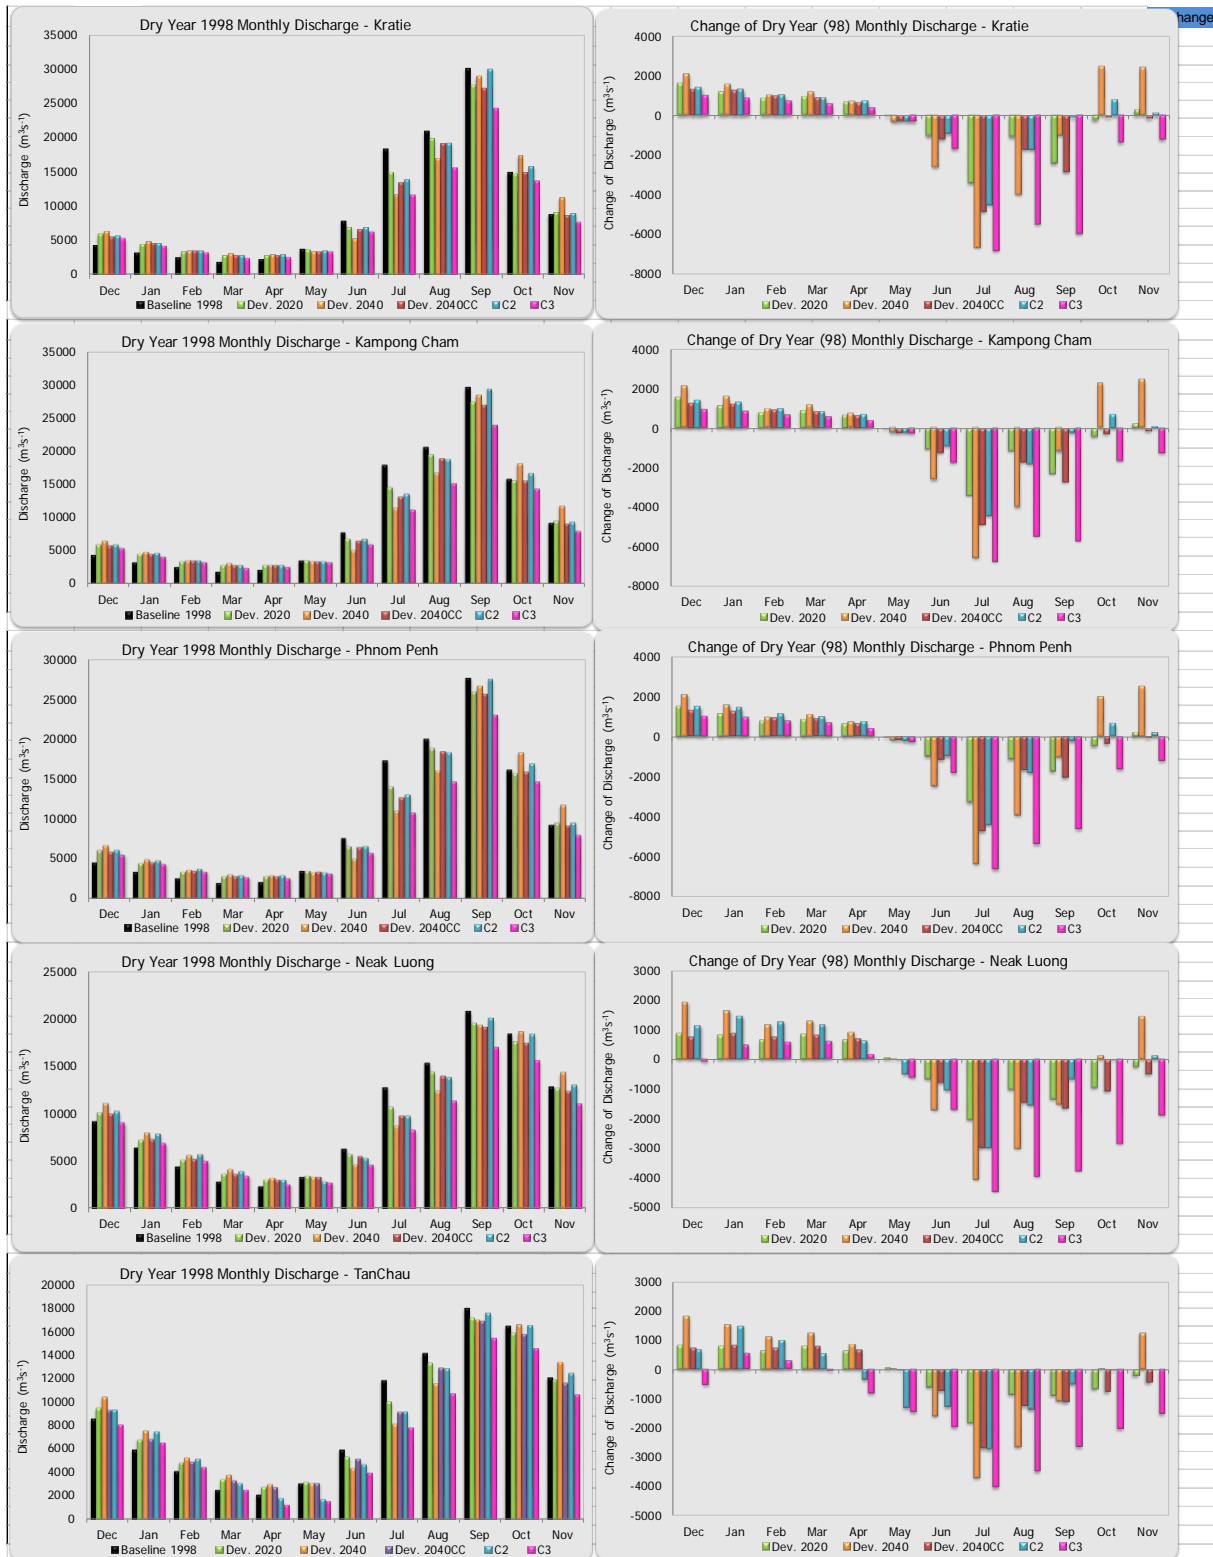 hange
Dry Year 1998 Monthly Discharge - Kratie
Discharge (m³s⁻¹)
35000
30000
25000
20000
15000
10000
5000
0
Dec Jan Feb Mar Apr May Jun Jul Aug Sep Oct Nov
Baseline 1998 Dev. 2020 Dev. 2040 Dev. 2040CC C2 C3
Change of Dry Year (98) Monthly Discharge - Kratie
Change of Discharge (m³s⁻¹)
4000
2000
0
-2000
-4000
-6000
-8000
Dec Jan Feb Mar Apr May Jun Jul Aug Sep Oct Nov
Dev. 2020 Dev. 2040 Dev. 2040CC C2 C3
Dry Year 1998 Monthly Discharge - Kampong Cham
Discharge (m³s⁻¹)
35000
30000
25000
20000
15000
10000
5000
0
Dec Jan Feb Mar Apr May Jun Jul Aug Sep Oct Nov
Baseline 1998 Dev. 2020 Dev. 2040 Dev. 2040CC C2 C3
Change of Dry Year (98) Monthly Discharge - Kampong Cham
Change of Discharge (m³s⁻¹)
4000
2000
0
-2000
-4000
-6000
-8000
Dec Jan Feb Mar Apr May Jun Jul Aug Sep Oct Nov
Dev. 2020 Dev. 2040 Dev. 2040CC C2 C3
Dry Year 1998 Monthly Discharge - Phnom Penh
Discharge (m³s⁻¹)
30000
25000
20000
15000
10000
5000
0
Dec Jan Feb Mar Apr May Jun Jul Aug Sep Oct Nov
Baseline 1998 Dev. 2020 Dev. 2040 Dev. 2040CC C2 C3
Change of Dry Year (98) Monthly Discharge - Phnom Penh
Change of Discharge (m³s⁻¹)
4000
2000
0
-2000
-4000
-6000
-8000
Dec Jan Feb Mar Apr May Jun Jul Aug Sep Oct Nov
Dev. 2020 Dev. 2040 Dev. 2040CC C2 C3
Dry Year 1998 Monthly Discharge - Neak Luong
Discharge (m³s⁻¹)
25000
20000
15000
10000
5000
0
Dec Jan Feb Mar Apr May Jun Jul Aug Sep Oct Nov
Baseline 1998 Dev. 2020 Dev. 2040 Dev. 2040CC C2 C3
Change of Dry Year (98) Monthly Discharge - Neak Luong
Change of Discharge (m³s⁻¹)
3000
2000
1000
0
-1000
-2000
-3000
-4000
-5000
Dec Jan Feb Mar Apr May Jun Jul Aug Sep Oct Nov
Dev. 2020 Dev. 2040 Dev. 2040CC C2 C3
Dry Year 1998 Monthly Discharge - TanChau
Discharge (m³s⁻¹)
20000
18000
16000
14000
12000
10000
8000
6000
4000
2000
0
Dec Jan Feb Mar Apr May Jun Jul Aug Sep Oct Nov
Baseline 1998 Dev. 2020 Dev. 2040 Dev. 2040CC C2 C3
Change of Discharge (m³s⁻¹)
3000
2000
1000
0
-1000
-2000
-3000
-4000
-5000
Dec Jan Feb Mar Apr May Jun Jul Aug Sep Oct Nov
Dev. 2020 Dev. 2040 Dev. 2040CC C2 C3